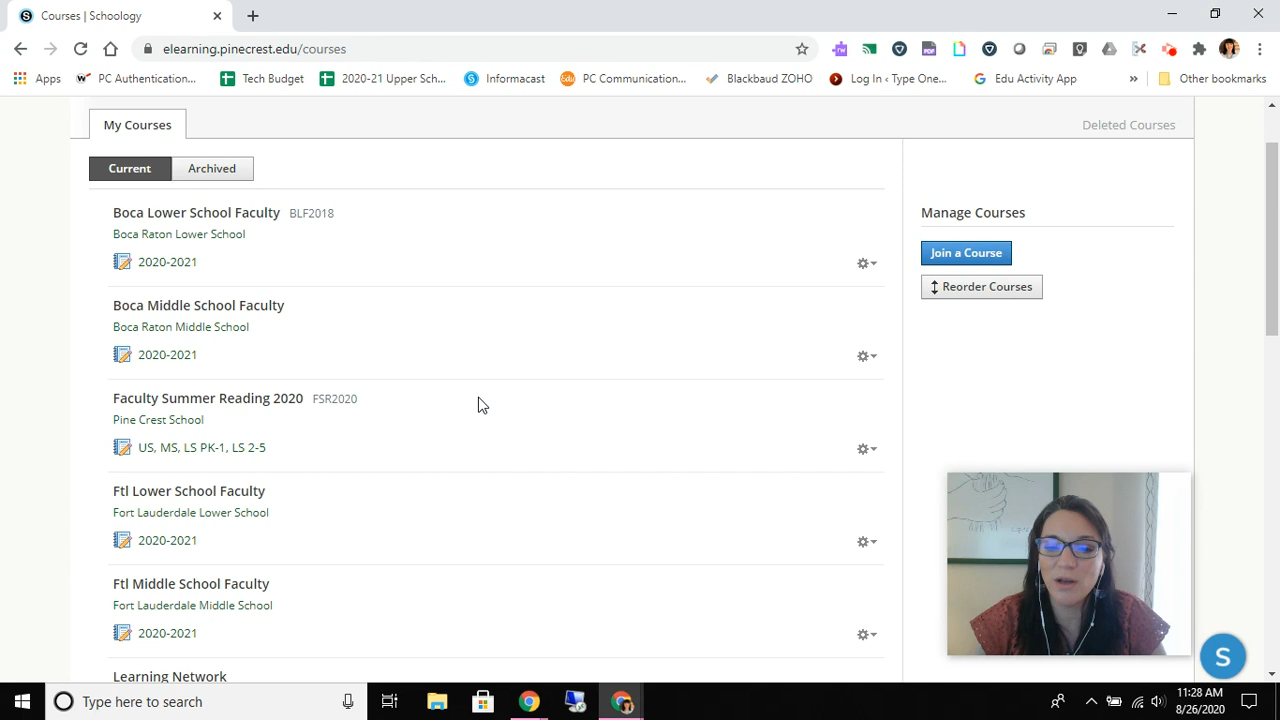 Courses | Schoology
elearning.pinecrest.edu/courses
Apps
PC Authentication...
Tech Budget
2020-21 Upper Sch...
Informacast
PC Communication...
Blackbaud ZOHO
Log In ‹ Type One...
Edu Activity App
»
Other bookmarks
My Courses
Deleted Courses
Current
Archived
Boca Lower School Faculty BLF2018
Boca Raton Lower School
2020-2021
Boca Middle School Faculty
Boca Raton Middle School
2020-2021
Faculty Summer Reading 2020 FSR2020
Pine Crest School
US, MS, LS PK-1, LS 2-5
Ftl Lower School Faculty
Fort Lauderdale Lower School
2020-2021
Ftl Middle School Faculty
Fort Lauderdale Middle School
2020-2021
Learning Network
Manage Courses
Join a Course
Reorder Courses
S
Type here to search
11:28 AM
8/26/2020